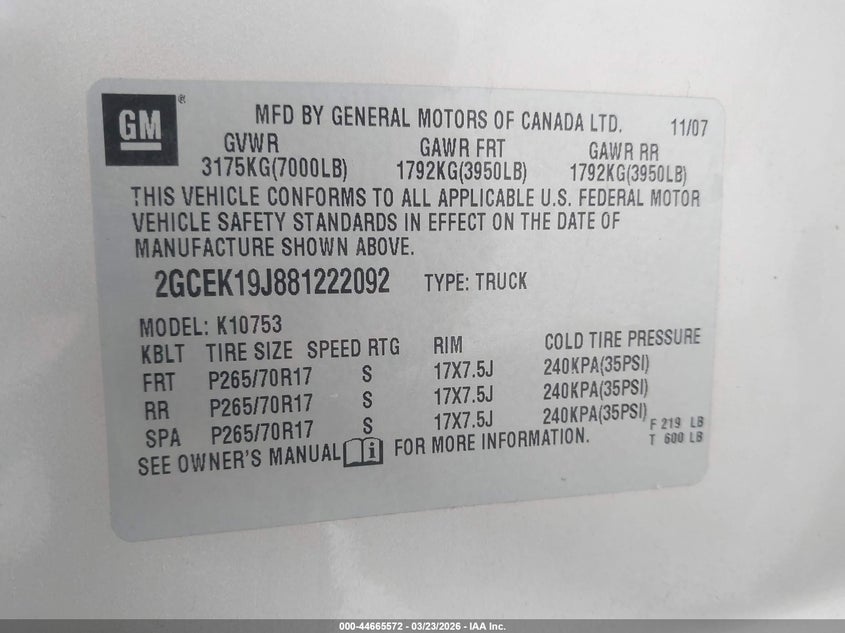 GM®
MFD BY GENERAL MOTORS OF CANADA LTD. 11/07
GVWR GAWR FRT GAWR RR
3175KG(7000LB) 1792KG(3950LB) 1792KG(3950LB)
THIS VEHICLE CONFORMS TO ALL APPLICABLE U.S. FEDERAL MOTOR
VEHICLE SAFETY STANDARDS IN EFFECT ON THE DATE OF
MANUFACTURE SHOWN ABOVE.
2GCEK19J881222092 TYPE: TRUCK
MODEL: K10753
KBLT TIRE SIZE SPEED RTG RIM COLD TIRE PRESSURE
FRT P265/70R17 S 17X7.5J 240KPA(35PSI)
RR P265/70R17 S 17X7.5J 240KPA(35PSI)
SPA P265/70R17 S 17X7.5J 240KPA(35PSI)
F 219 LB
T 600 LB
SEE OWNER'S MANUAL i FOR MORE INFORMATION.
000-44665572 - 03/23/2026 - IAA Inc.